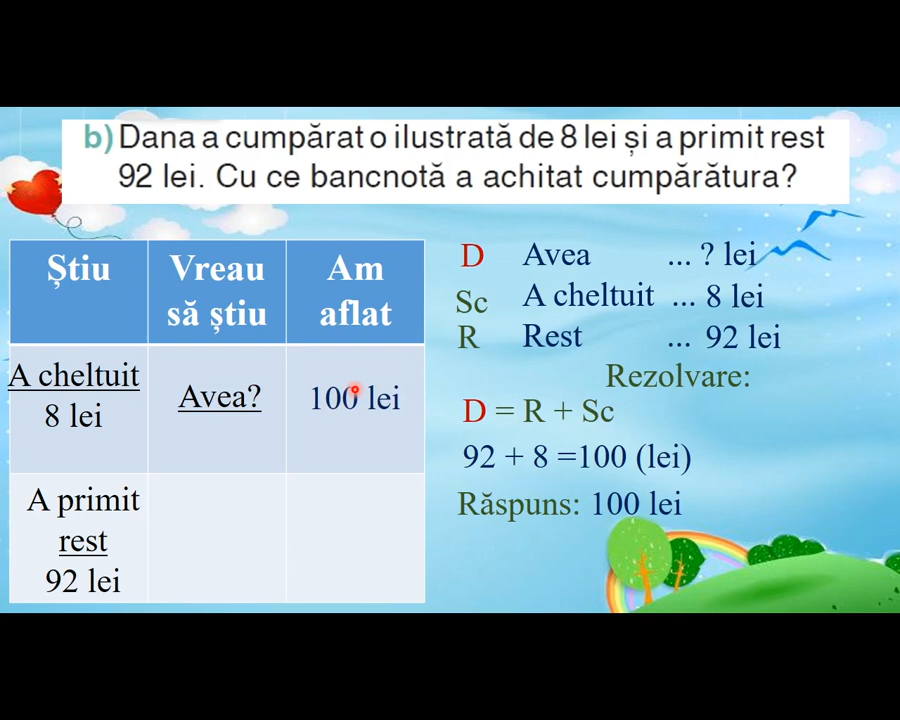 b) Dana a cumpărat o ilustrată de 8 lei și a primit rest
92 lei. Cu ce bancnotă a achitat cumpărătura?
Știu
Vreau
să știu
Am
aflat
A cheltuit
8 lei
Avea?
100 lei
A primit
rest
92 lei
D Avea ... ? lei
Sc A cheltuit ... 8 lei
R Rest ... 92 lei
Rezolvare:
D = R + Sc
92 + 8 =100 (lei)
Răspuns: 100 lei